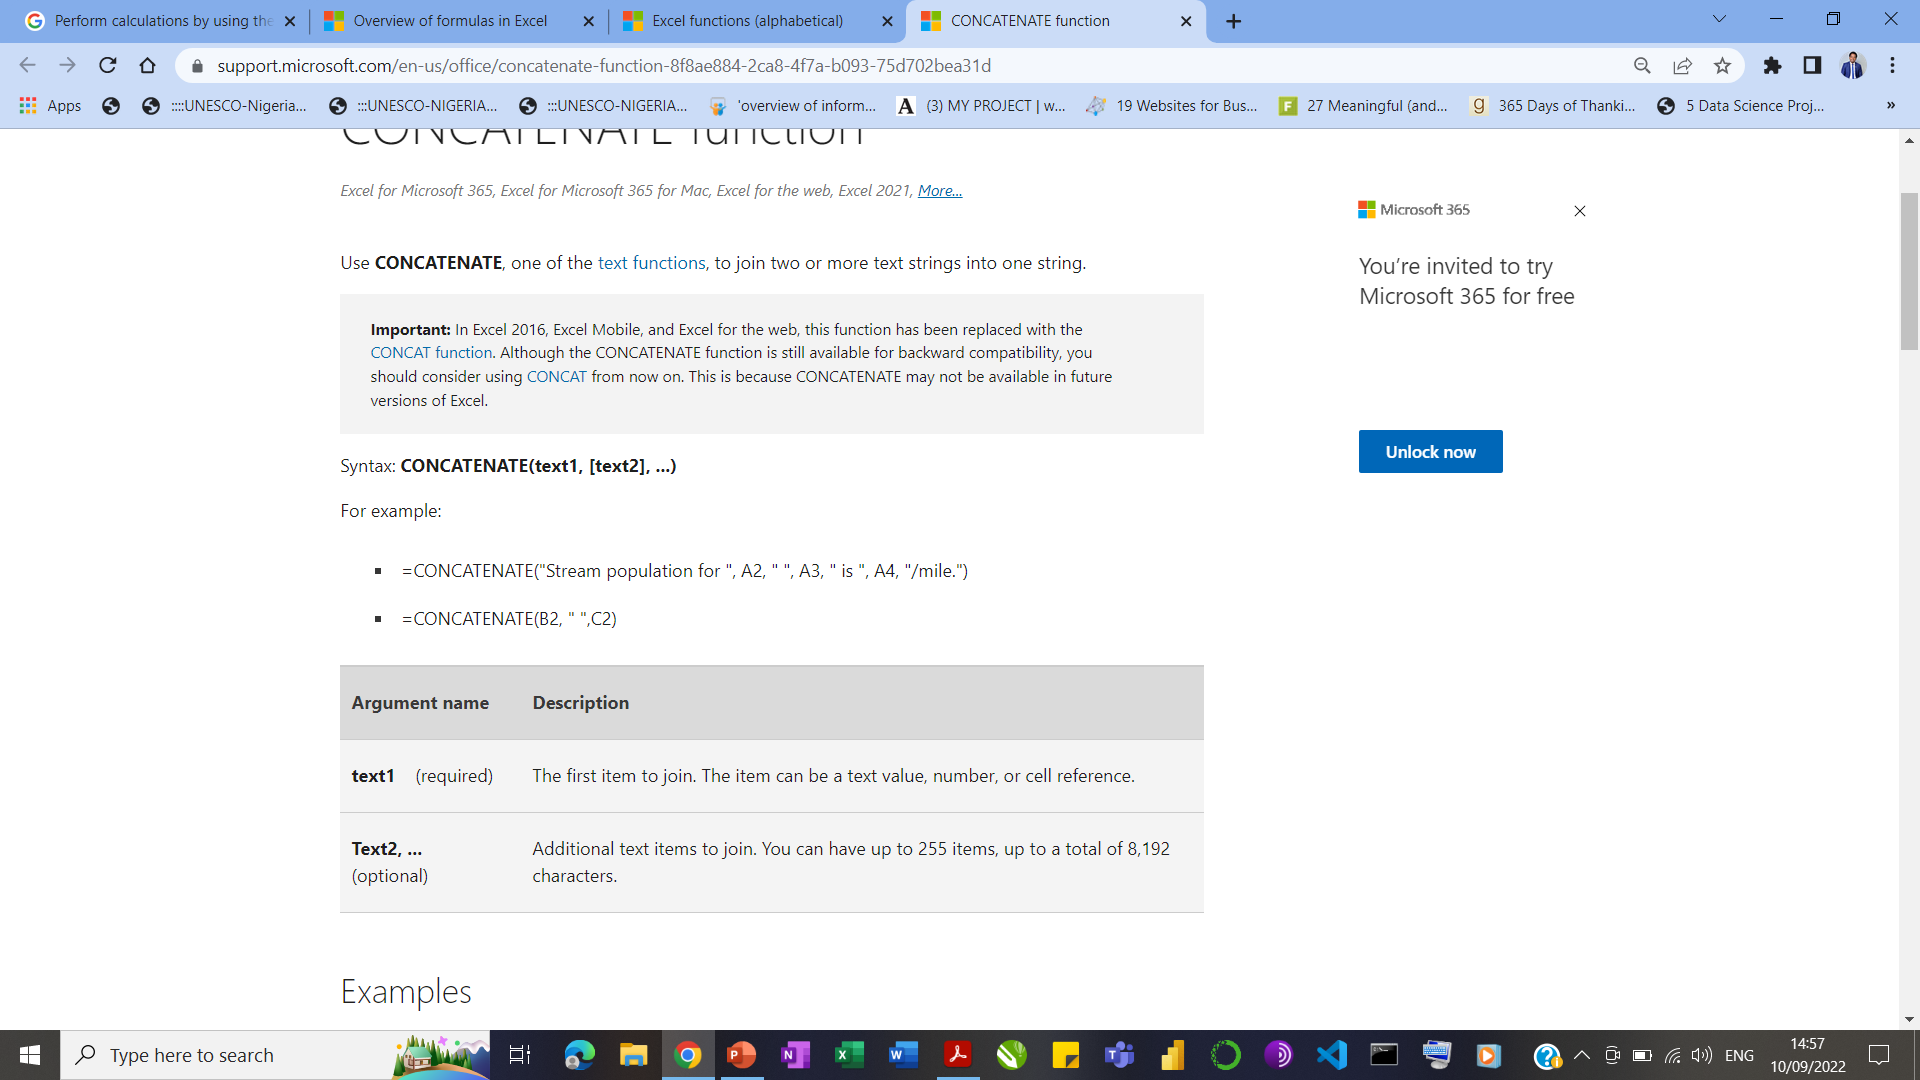 Perform calculations by using the
Overview of formulas in Excel
Excel functions (alphabetical)
CONCATENATE function
support.microsoft.com/en-us/office/concatenate-function-8f8ae884-2ca8-4f7a-b093-75d702bea31d
Apps
::::UNESCO-Nigeria...
:::UNESCO-NIGERIA...
:::UNESCO-NIGERIA...
'overview of inform...
A (3) MY PROJECT | w...
19 Websites for Bus...
F 27 Meaningful (and...
g 365 Days of Thanki...
5 Data Science Proj...
»
CONCATENATE function
Excel for Microsoft 365, Excel for Microsoft 365 for Mac, Excel for the web, Excel 2021, More...
Use CONCATENATE, one of the text functions, to join two or more text strings into one string.
Important: In Excel 2016, Excel Mobile, and Excel for the web, this function has been replaced with the
CONCAT function. Although the CONCATENATE function is still available for backward compatibility, you
should consider using CONCAT from now on. This is because CONCATENATE may not be available in future
versions of Excel.
Syntax: CONCATENATE(text1, [text2], ...)
For example:
=CONCATENATE("Stream population for ", A2, " ", A3, " is ", A4, "/mile.")
=CONCATENATE(B2, " ",C2)
Argument name Description
text1 (required) The first item to join. The item can be a text value, number, or cell reference.
Text2, ... Additional text items to join. You can have up to 255 items, up to a total of 8,192
(optional) characters.
Examples
Microsoft 365
You're invited to try
Microsoft 365 for free
Unlock now
Type here to search
ENG
14:57
10/09/2022